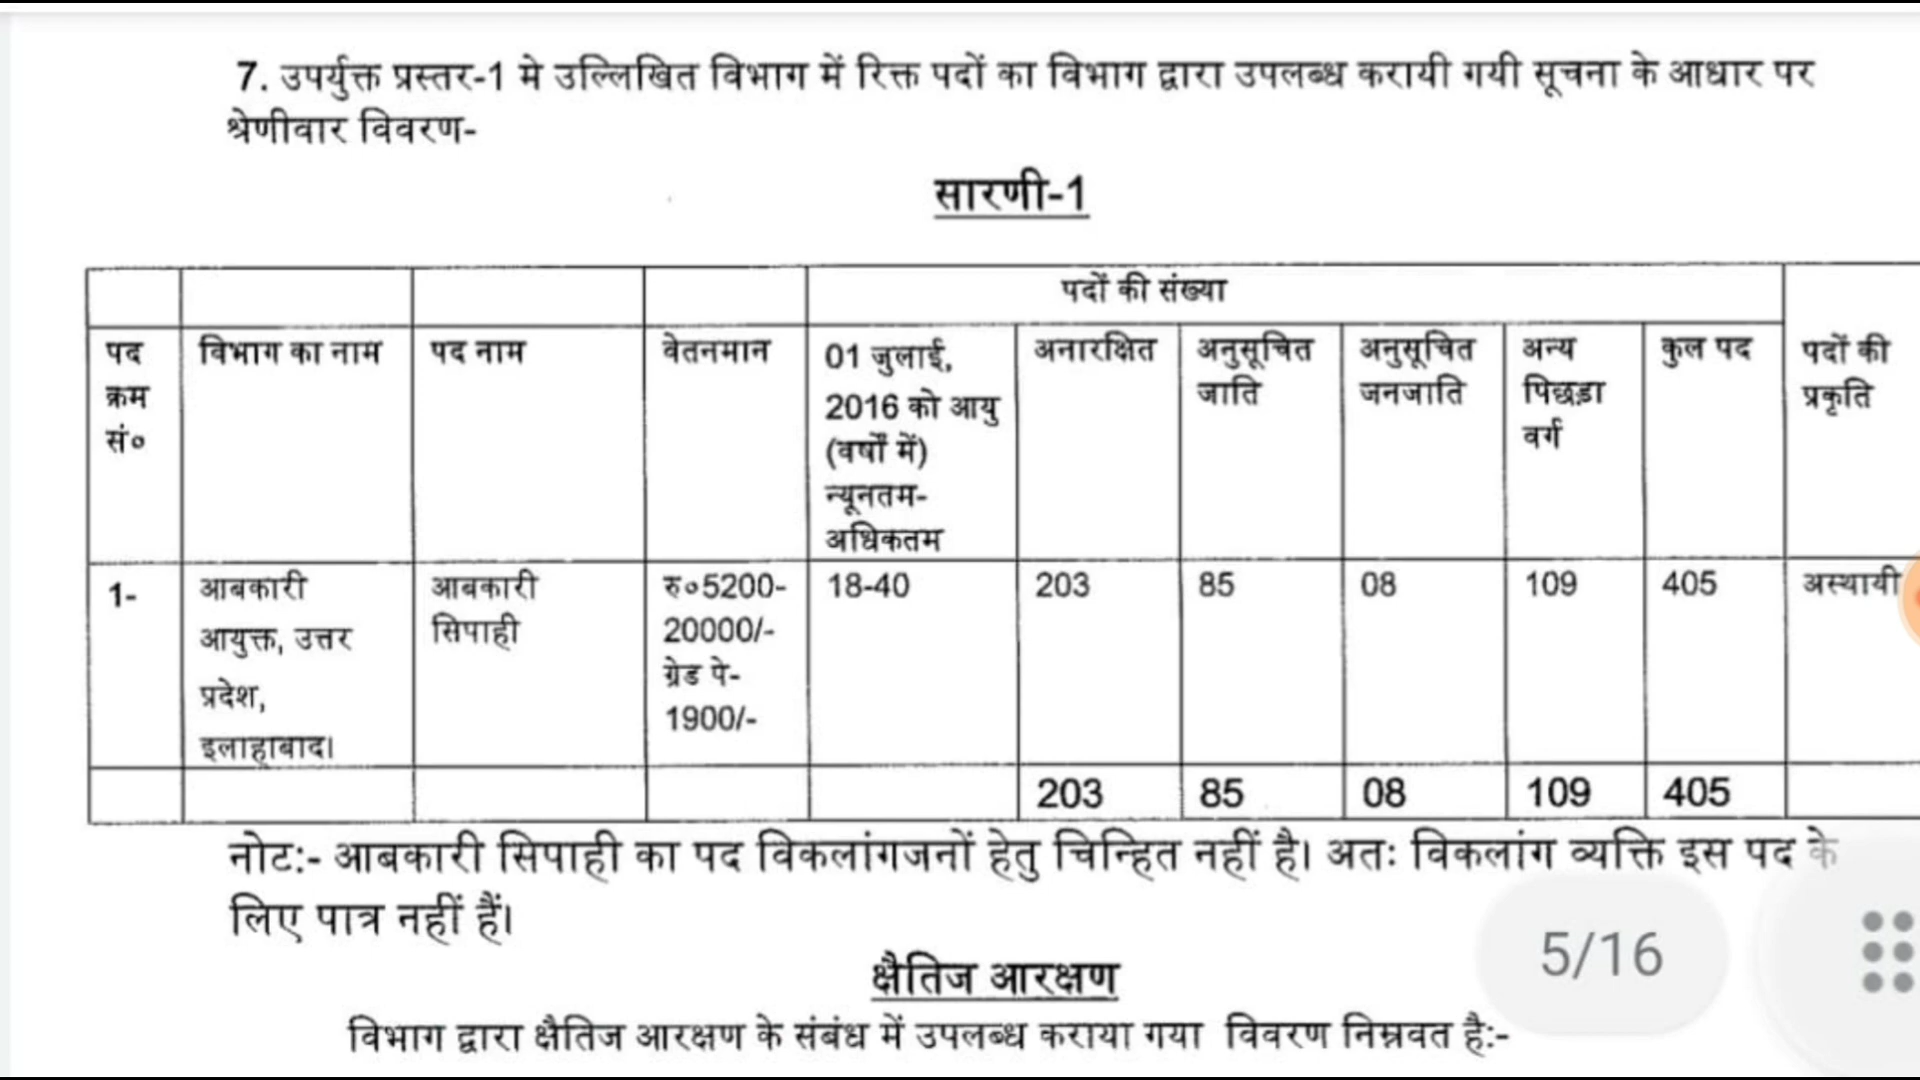 7. उपर्युक्त प्रस्तर-1 मे उल्लिखित विभाग में रिक्त पदों का विभाग द्वारा उपलब्ध करायी गयी सूचना के आधार पर
श्रेणीवार विवरण-
सारणी-1
पदों की संख्या
पद क्रम सं० विभाग का नाम पद नाम वेतनमान 01 जुलाई, 2016 को आयु (वर्षों में) न्यूनतम- अधिकतम अनारक्षित अनुसूचित जाति अनुसूचित जनजाति अन्य पिछड़ा वर्ग कुल पद पदों की प्रकृति
1- आबकारी आयुक्त, उत्तर प्रदेश, इलाहाबाद। आबकारी सिपाही रु०5200- 20000/- ग्रेड पे- 1900/- 18-40 203 85 08 109 405 अस्थायी
203 85 08 109 405
नोट:- आबकारी सिपाही का पद विकलांगजनों हेतु चिन्हित नहीं है। अतः विकलांग व्यक्ति इस पद के
लिए पात्र नहीं हैं।
5/16
क्षैतिज आरक्षण
विभाग द्वारा क्षैतिज आरक्षण के संबंध में उपलब्ध कराया गया विवरण निम्नवत है:-